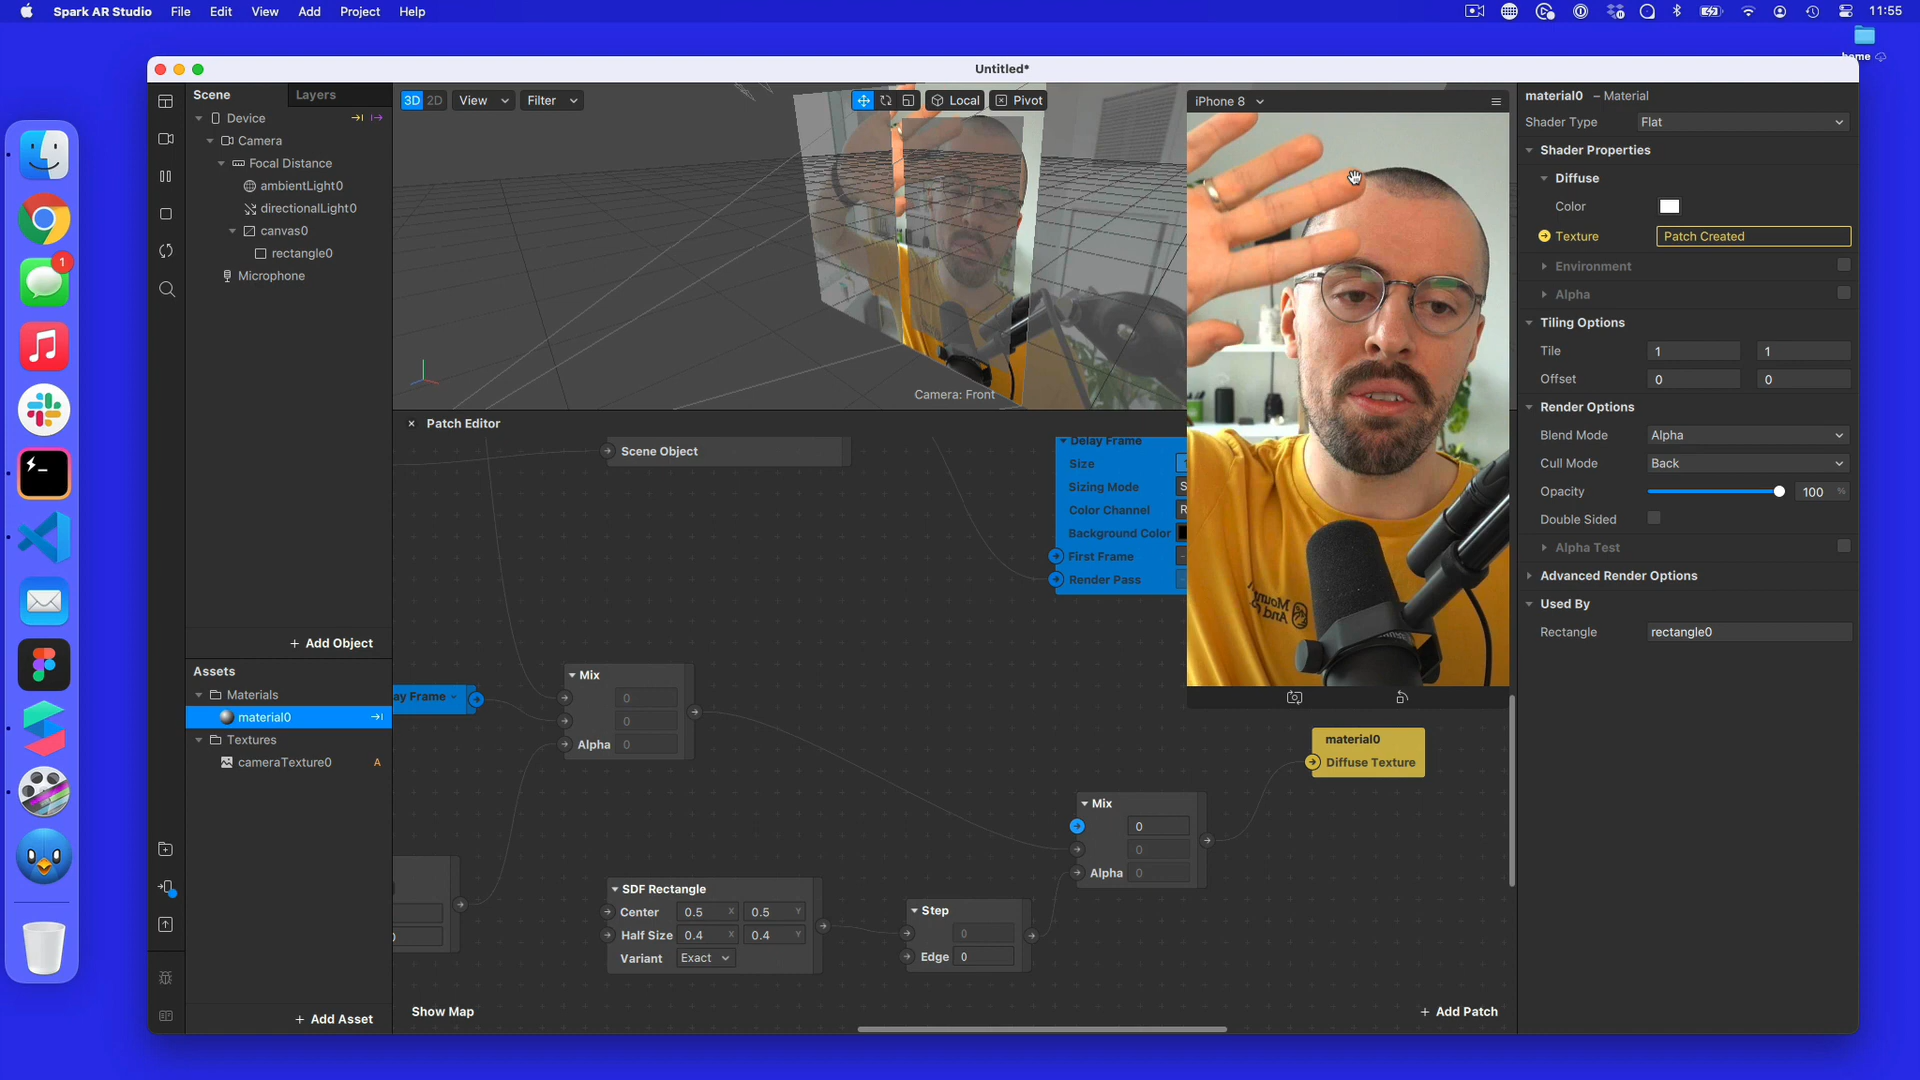 Spark AR Studio File Edit View Add Project Help
11:55
home
Untitled*
Scene Layers
Device
Camera
Focal Distance
ambientLight0
directionalLight0
canvas0
rectangle0
Microphone
+ Add Object
Assets
Materials
material0
Textures
cameraTexture0 A
+ Add Asset
3D 2D View Filter
Local Pivot
Camera: Front
iPhone 8
Patch Editor
Scene Object
Delay Frame
Size
Sizing Mode S
Color Channel R
Background Color
First Frame
Render Pass
ay Frame
Mix
0
0
Alpha 0
SDF Rectangle
Center 0.5 X 0.5 Y
Half Size 0.4 X 0.4 Y
Variant Exact
Step
0
Edge 0
Mix
0
0
Alpha 0
material0
Diffuse Texture
Show Map
+ Add Patch
material0 – Material
Shader Type Flat
Shader Properties
Diffuse
Color
Texture Patch Created
Environment
Alpha
Tiling Options
Tile 1 1
Offset 0 0
Render Options
Blend Mode Alpha
Cull Mode Back
Opacity 100 %
Double Sided
Alpha Test
Advanced Render Options
Used By
Rectangle rectangle0
1